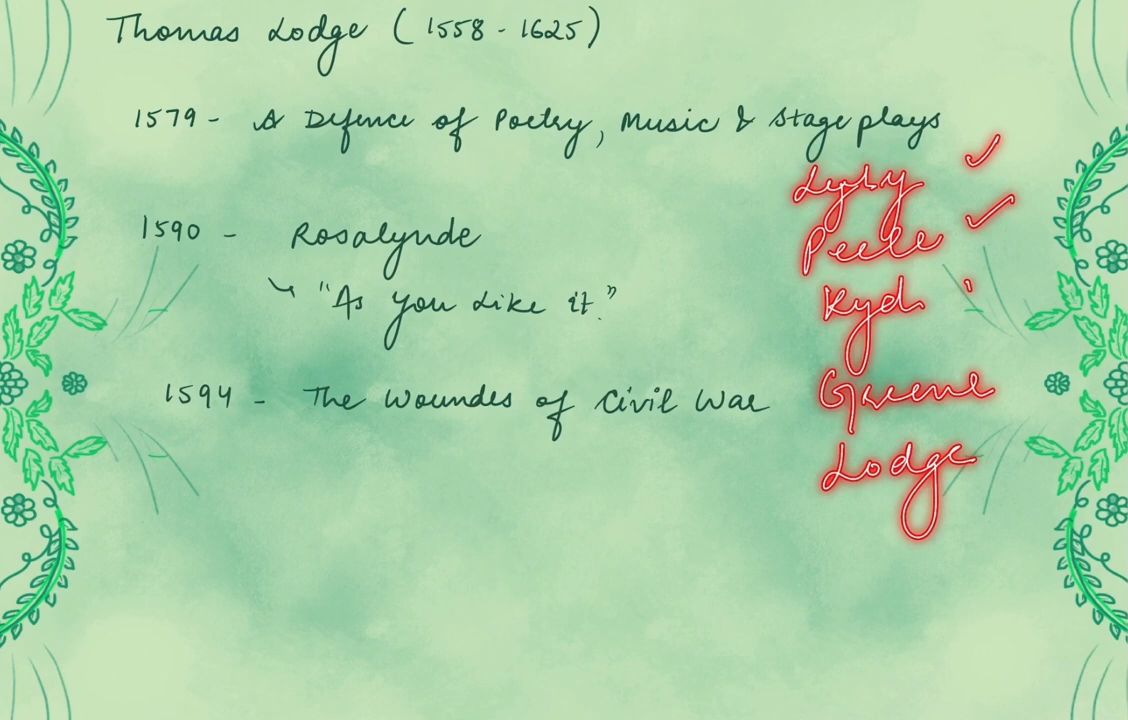 Thomas Lodge (1558 - 1625)
1579 - A Defence of Poetry, Music & Stage plays
1590 - Rosalynde
"As you Like it."
1594 - The Woundes of Civil War
Lyly
Peele
Kyd
Greene
Lodge